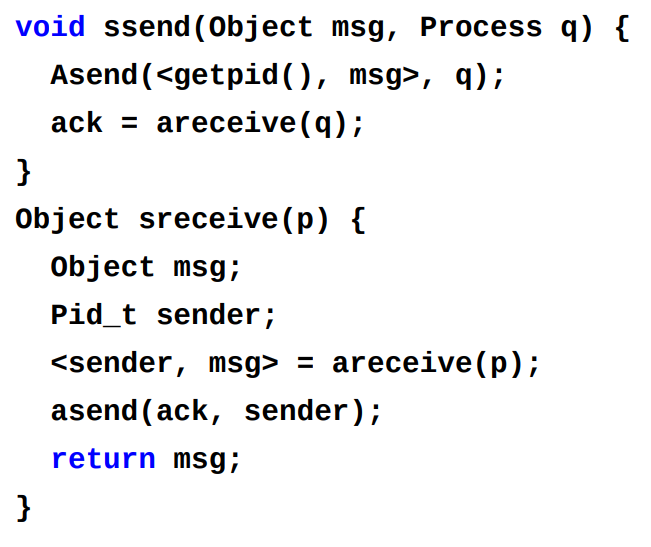 void ssend(Object msg, Process q) {
Asend(<getpid(), msg>, q);
ack = areceive(q);
}
Object sreceive(p) {
Object msg;
Pid_t sender;
<sender, msg> = areceive(p);
asend(ack, sender);
return msg;
}